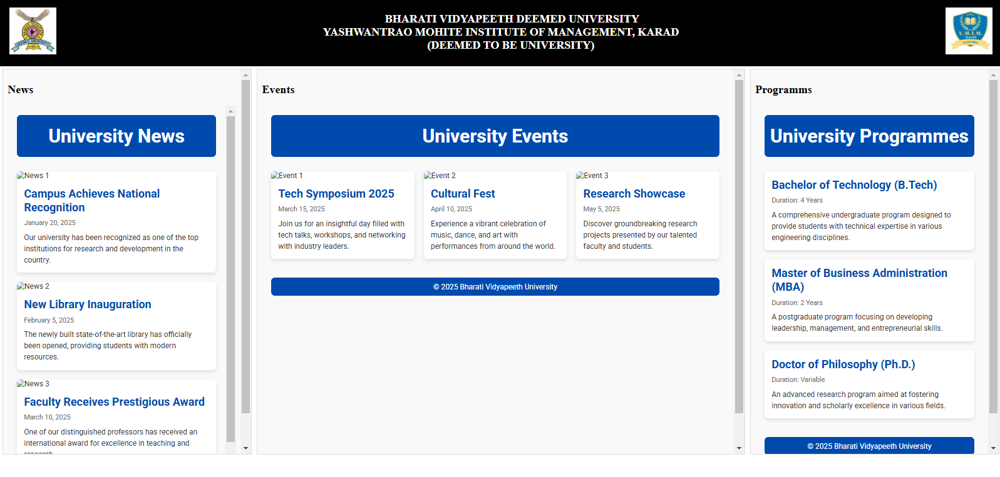 BHARATI VIDYAPEETH DEEMED UNIVERSITY
YASHWANTRAO MOHITE INSTITUTE OF MANAGEMENT, KARAD
(DEEMED TO BE UNIVERSITY)
DEEMED UNIVERSITY
Y. M. I. M.
Karad
News
University News
News 1
Campus Achieves National
Recognition
January 20, 2025
Our university has been recognized as one of the top
institutions for research and development in the
country.
News 2
New Library Inauguration
February 5, 2025
The newly built state-of-the-art library has officially
been opened, providing students with modern
resources.
News 3
Faculty Receives Prestigious Award
March 10, 2025
One of our distinguished professors has received an
international award for excellence in teaching and
research
Events
University Events
Event 1
Tech Symposium 2025
March 15, 2025
Join us for an insightful day filled with
tech talks, workshops, and networking
with industry leaders.
Event 2
Cultural Fest
April 10, 2025
Experience a vibrant celebration of
music, dance, and art with
performances from around the world.
Event 3
Research Showcase
May 5, 2025
Discover groundbreaking research
projects presented by our talented
faculty and students.
© 2025 Bharati Vidyapeeth University
Programms
University Programmes
Bachelor of Technology (B.Tech)
Duration: 4 Years
A comprehensive undergraduate program designed to
provide students with technical expertise in various
engineering disciplines.
Master of Business Administration
(MBA)
Duration: 2 Years
A postgraduate program focusing on developing
leadership, management, and entrepreneurial skills.
Doctor of Philosophy (Ph.D.)
Duration: Variable
An advanced research program aimed at fostering
innovation and scholarly excellence in various fields.
© 2025 Bharati Vidyapeeth University